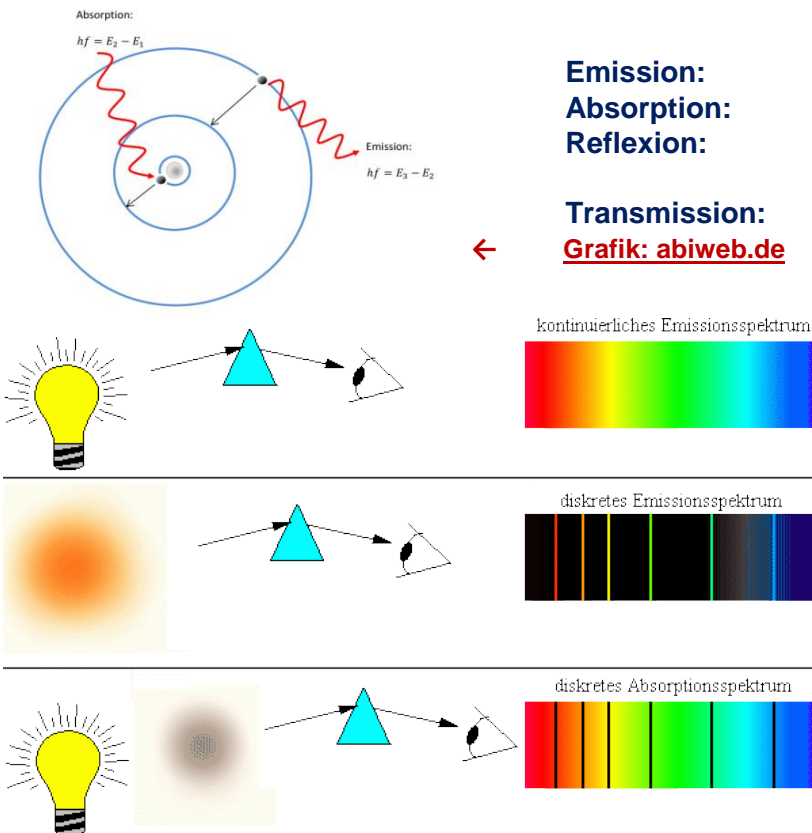 Absorption:
hf = E₂ − E₁
Emission:
hf = E₃ − E₂
Emission:
Absorption:
Reflexion:
Transmission:
← Grafik: abiweb.de
kontinuierliches Emissionsspektrum
diskretes Emissionsspektrum
diskretes Absorptionsspektrum